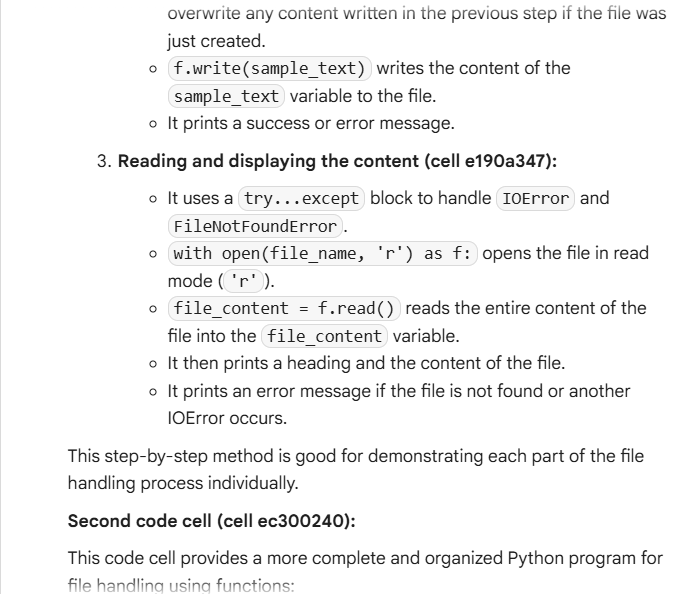 overwrite any content written in the previous step if the file was
just created.
f.write(sample_text) writes the content of the
sample_text variable to the file.
It prints a success or error message.
3. Reading and displaying the content (cell e190a347):
It uses a try...except block to handle IOError and
FileNotFoundError.
with open(file_name, 'r') as f: opens the file in read
mode ('r').
file_content = f.read() reads the entire content of the
file into the file_content variable.
It then prints a heading and the content of the file.
It prints an error message if the file is not found or another
IOError occurs.
This step-by-step method is good for demonstrating each part of the file
handling process individually.
Second code cell (cell ec300240):
This code cell provides a more complete and organized Python program for
file handling using functions: